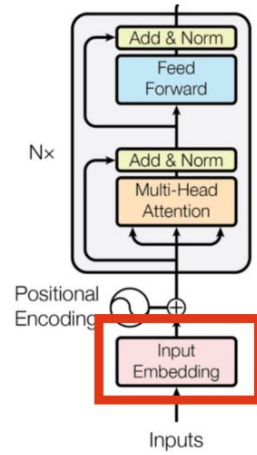 Add & Norm
Feed
Forward
Nx
Add & Norm
Multi-Head
Attention
Positional
Encoding
Input
Embedding
Inputs